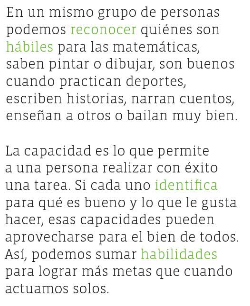 En un mismo grupo de personas
podemos reconocer quiénes son
hábiles para las matemáticas,
saben pintar o dibujar, son buenos
cuando practican deportes,
escriben historias, narran cuentos,
enseñan a otros o bailan muy bien.

La capacidad es lo que permite
a una persona realizar con éxito
una tarea. Si cada uno identifica
para qué es bueno y lo que le gusta
hacer, esas capacidades pueden
aprovecharse para el bien de todos.
Así, podemos sumar habilidades
para lograr más metas que cuando
actuamos solos.